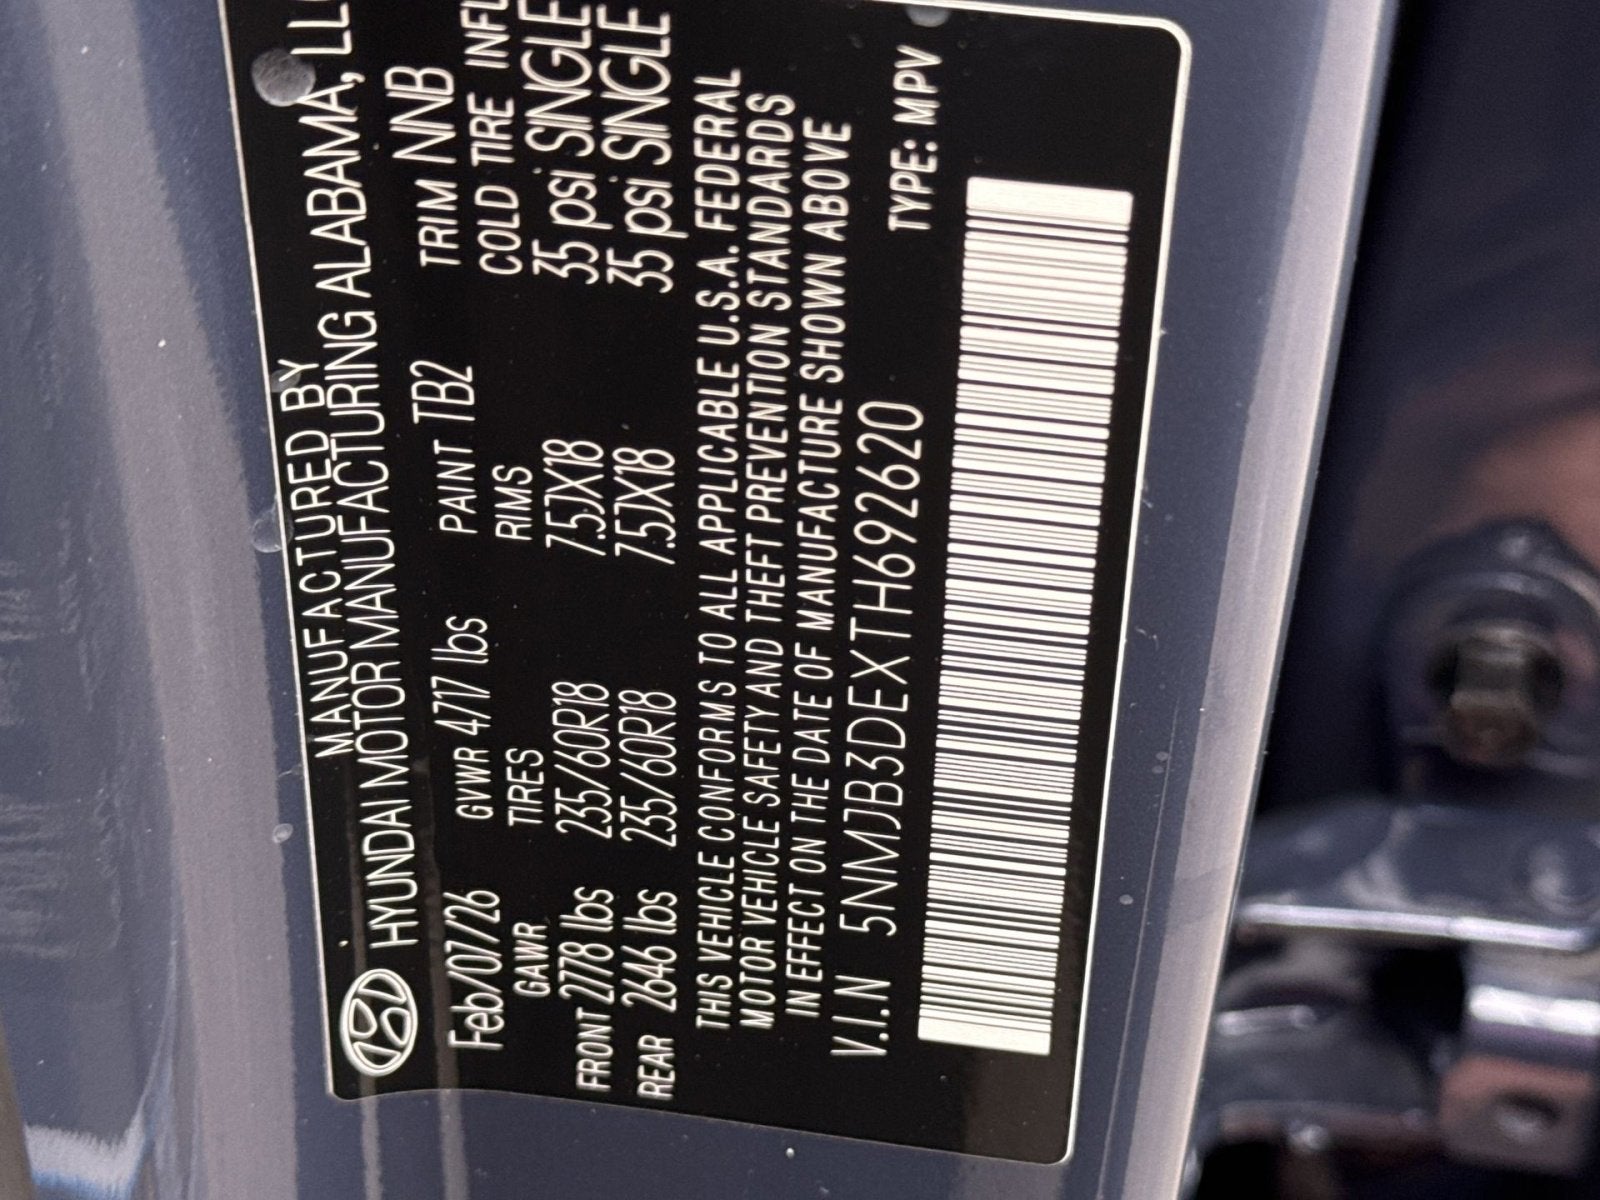 MANUFACTURED BY
HYUNDAI MOTOR MANUFACTURING ALABAMA,
Feb/07/26 GVWR 4717 lbs PAINT TB2 TRIM NNB
GAWR TIRES RIMS COLD TIRE
FRONT 2778 lbs 235/60R18 7.5JX18 35 psi SINGLE
REAR 2646 lbs 235/60R18 7.5JX18 35 psi SINGLE
THIS VEHICLE CONFORMS TO ALL APPLICABLE U.S.A. FEDERAL
MOTOR VEHICLE SAFETY AND THEFT PREVENTION STANDARDS
IN EFFECT ON THE DATE OF MANUFACTURE SHOWN ABOVE
V.I.N 5NMJB3DEXTH692620 TYPE: MPV